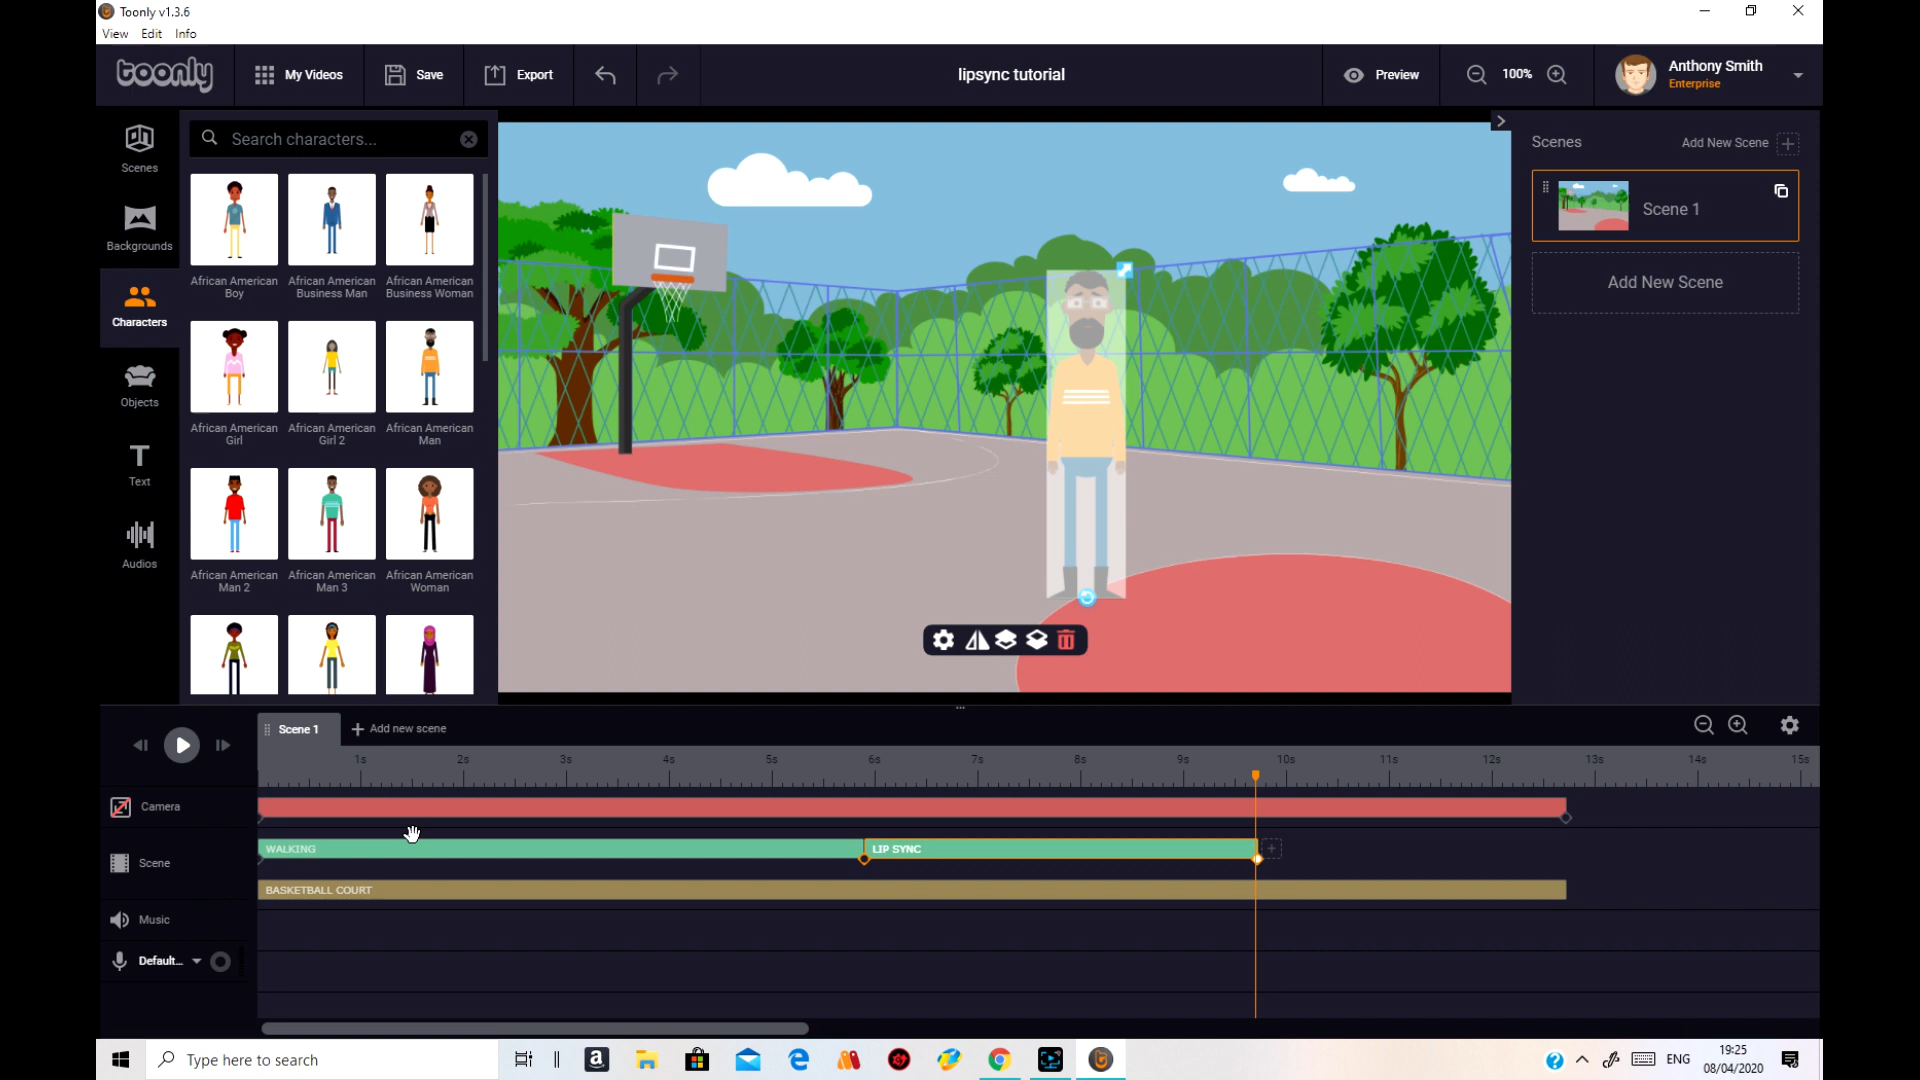 Toonly v1.3.6
View Edit Info
toonly
My Videos
Save
Export
lipsync tutorial
Preview
100%
Anthony Smith
Enterprise
Scenes
Backgrounds
Characters
Objects
Text
Audios
Search characters...
African American
Boy
African American
Business Man
African American
Business Woman
African American
Girl
African American
Girl 2
African American
Man
African American
Man 2
African American
Man 3
African American
Woman
Scenes
Add New Scene
Scene 1
Add New Scene
Scene 1
Add new scene
1s 2s 3s 4s 5s 6s 7s 8s 9s 10s 11s 12s 13s 14s 15s
Camera
Scene
WALKING
LIP SYNC
BASKETBALL COURT
Music
Default...
Type here to search
ENG
19:25
08/04/2020